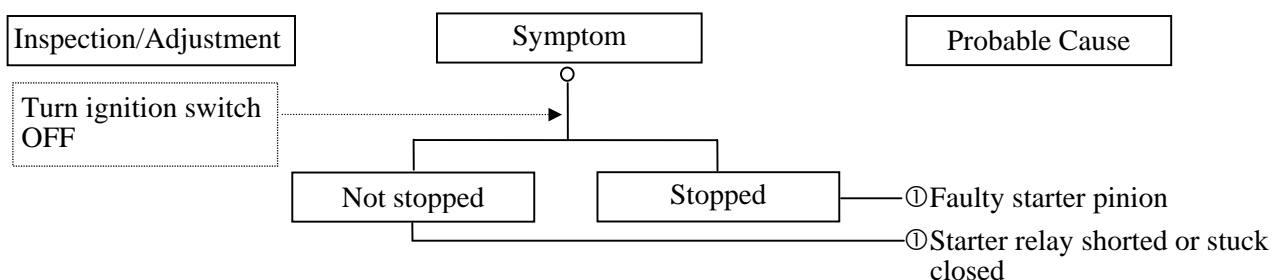 Inspection/Adjustment
Symptom
Probable Cause
Turn ignition switch
OFF
Not stopped
Stopped
①Faulty starter pinion
①Starter relay shorted or stuck
closed